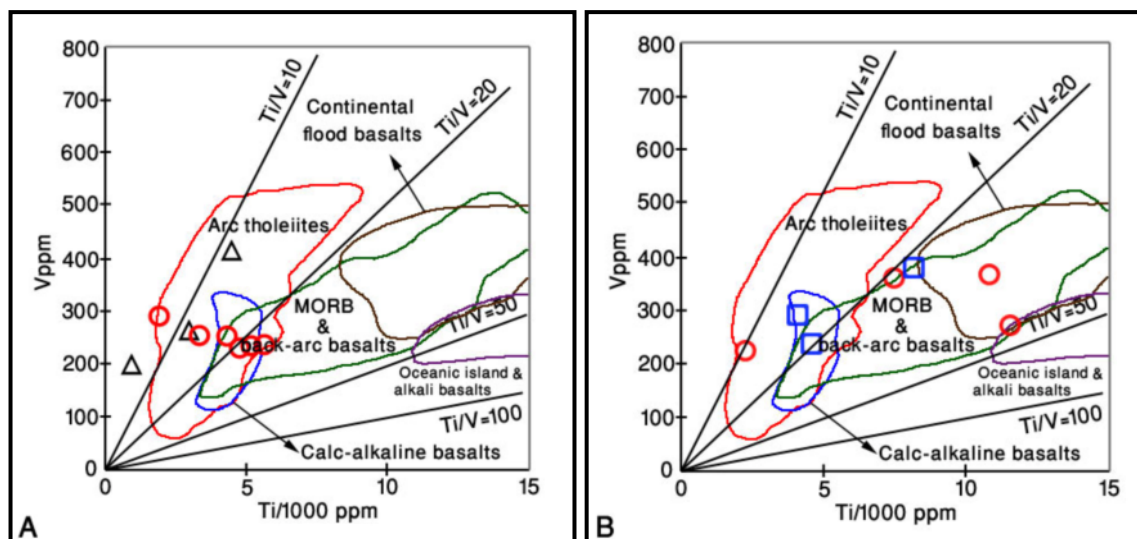 800
700
600
500
400
300
200
100
0
Vppm
Ti/V=10
Ti/V=20
Continental
flood basalts
Arc tholeiites
MORB
&
back-arc basalts
Ti/V=50
Oceanic island &
alkali basalts
Ti/V=100
Calc-alkaline basalts
0 5 10 15
Ti/1000 ppm
A
800
700
600
500
400
300
200
100
0
Vppm
Ti/V=10
Ti/V=20
Continental
flood basalts
Arc tholeiites
MORB
&
back-arc basalts
Ti/V=50
Oceanic island &
alkali basalts
Ti/V=100
Calc-alkaline basalts
0 5 10 15
Ti/1000 ppm
B